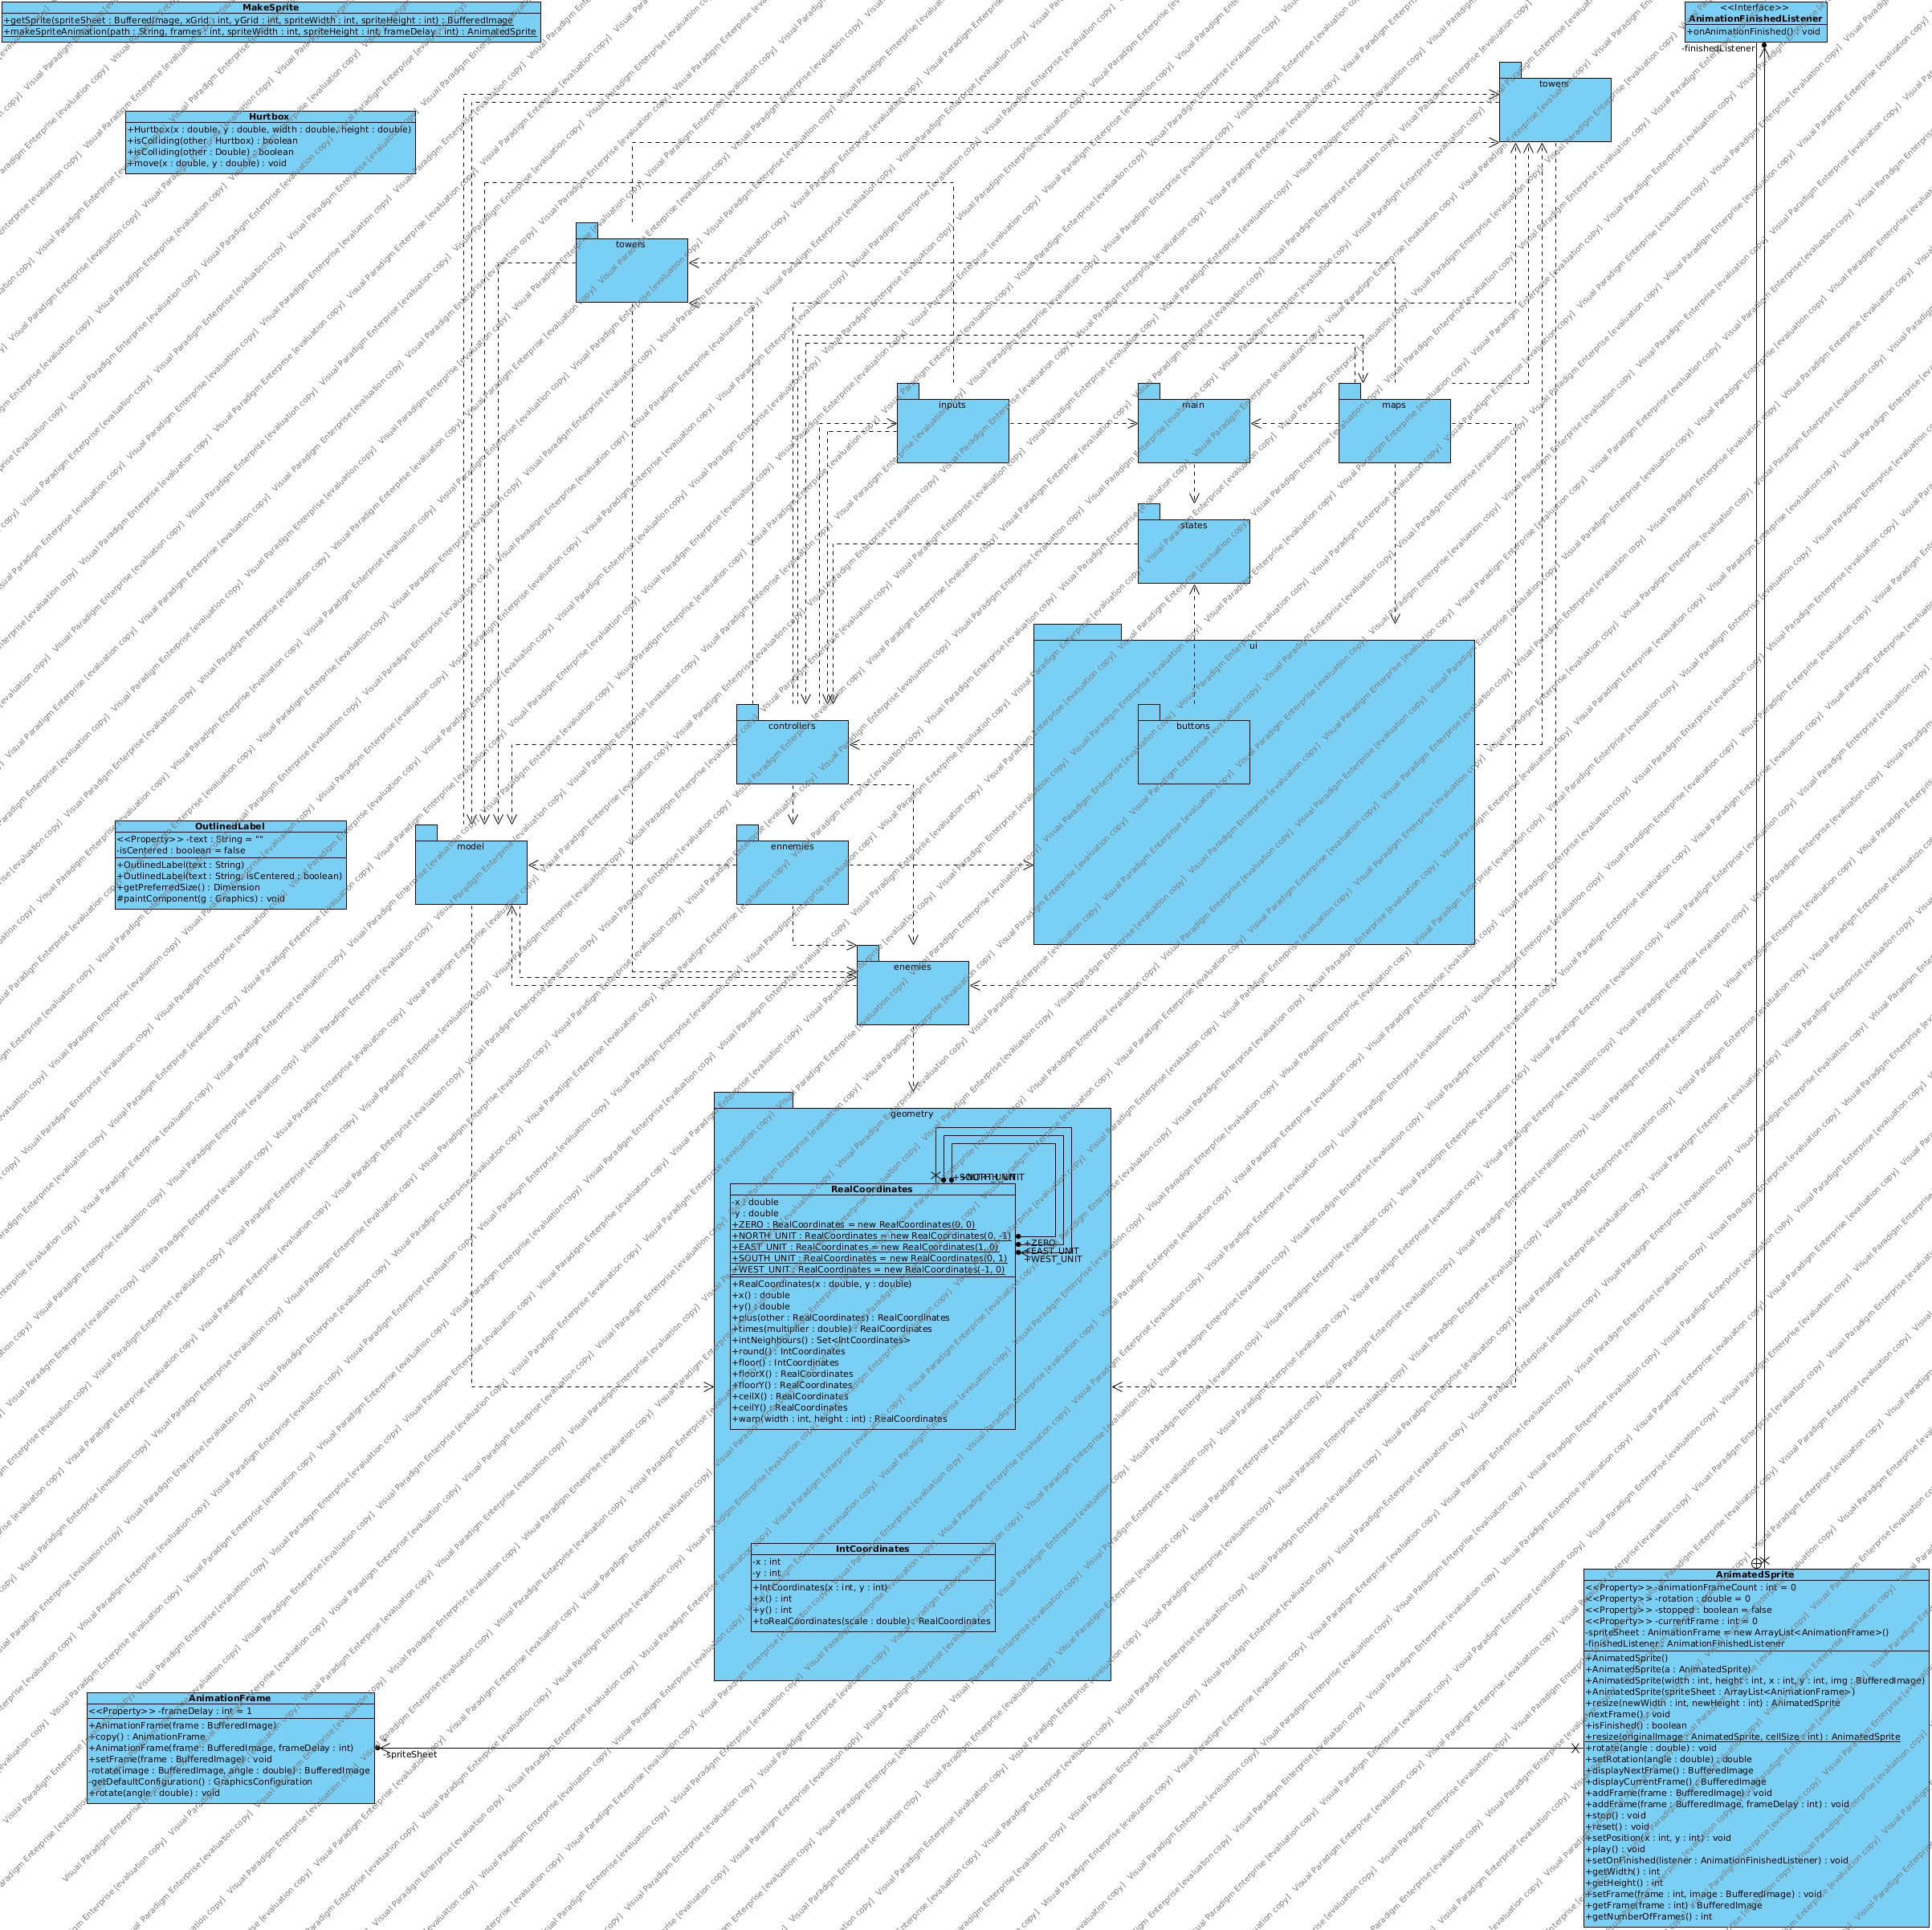 MakeSprite
+getSprite(spriteSheet : BufferedImage, xGrid : int, yGrid : int, spriteWidth : int, spriteHeight : int) : BufferedImage
+makeSpriteAnimation(path : String, frames : int, spriteWidth : int, spriteHeight : int, frameDelay : int) : AnimatedSprite
<<Interface>>
AnimationFinishedListener
+onAnimationFinished() : void
-finishedListener
towers
Hurtbox
+Hurtbox(x : double, y : double, width : double, height : double)
+isColliding(other : Hurtbox) : boolean
+isColliding(other : Double) : boolean
+move(x : double, y : double) : void
towers
inputs
main
maps
states
ui
controllers
buttons
OutlinedLabel
<<Property>> -text : String = ""
-isCentered : boolean = false
+OutlinedLabel(text : String)
+OutlinedLabel(text : String, isCentered : boolean)
+getPreferredSize() : Dimension
#paintComponent(g : Graphics) : void
model
ennemies
enemies
geometry
RealCoordinates
-x : double
-y : double
+ZERO : RealCoordinates = new RealCoordinates(0, 0)
+NORTH_UNIT : RealCoordinates = new RealCoordinates(0, -1)
+EAST_UNIT : RealCoordinates = new RealCoordinates(1, 0)
+SOUTH_UNIT : RealCoordinates = new RealCoordinates(0, 1)
+WEST_UNIT : RealCoordinates = new RealCoordinates(-1, 0)
+ZERO
+EAST_UNIT
+WEST_UNIT
+RealCoordinates(x : double, y : double)
+x() : double
+y() : double
+plus(other : RealCoordinates) : RealCoordinates
+times(multiplier : double) : RealCoordinates
+intNeighbours() : Set<IntCoordinates>
+round() : IntCoordinates
+floor() : IntCoordinates
+floorX() : RealCoordinates
+floorY() : RealCoordinates
+ceilX() : RealCoordinates
+ceilY() : RealCoordinates
+warp(width : int, height : int) : RealCoordinates
IntCoordinates
-x : int
-y : int
+IntCoordinates(x : int, y : int)
+x() : int
+y() : int
+toRealCoordinates(scale : double) : RealCoordinates
AnimatedSprite
<<Property>> -animationFrameCount : int = 0
<<Property>> -rotation : double = 0
<<Property>> -stopped : boolean = false
<<Property>> -currentFrame : int = 0
-spriteSheet : AnimationFrame = new ArrayList<AnimationFrame>()
-finishedListener : AnimationFinishedListener
+AnimatedSprite()
+AnimatedSprite(a : AnimatedSprite)
+AnimatedSprite(width : int, height : int, x : int, y : int, img : BufferedImage)
+AnimatedSprite(spriteSheet : ArrayList<AnimationFrame>)
+resize(newWidth : int, newHeight : int) : AnimatedSprite
-nextFrame() : void
+isFinished() : boolean
+resize(originalImage : AnimatedSprite, cellSize : int) : AnimatedSprite
+rotate(angle : double) : void
+setRotation(angle : double) : double
+displayNextFrame() : BufferedImage
+displayCurrentFrame() : BufferedImage
+addFrame(frame : BufferedImage) : void
+addFrame(frame : BufferedImage, frameDelay : int) : void
+stop() : void
+reset() : void
+setPosition(x : int, y : int) : void
+play() : void
+setOnFinished(listener : AnimationFinishedListener) : void
+getWidth() : int
+getHeight() : int
+setFrame(frame : int, image : BufferedImage) : void
+getFrame(frame : int) : BufferedImage
+getNumberOfFrames() : int
AnimationFrame
<<Property>> -frameDelay : int = 1
+AnimationFrame(frame : BufferedImage)
+copy() : AnimationFrame
+AnimationFrame(frame : BufferedImage, frameDelay : int)
+setFrame(frame : BufferedImage) : void
-rotate(image : BufferedImage, angle : double) : BufferedImage
-getDefaultConfiguration() : GraphicsConfiguration
+rotate(angle : double) : void
-spriteSheet
Visual Paradigm Enterprise [evaluation copy]